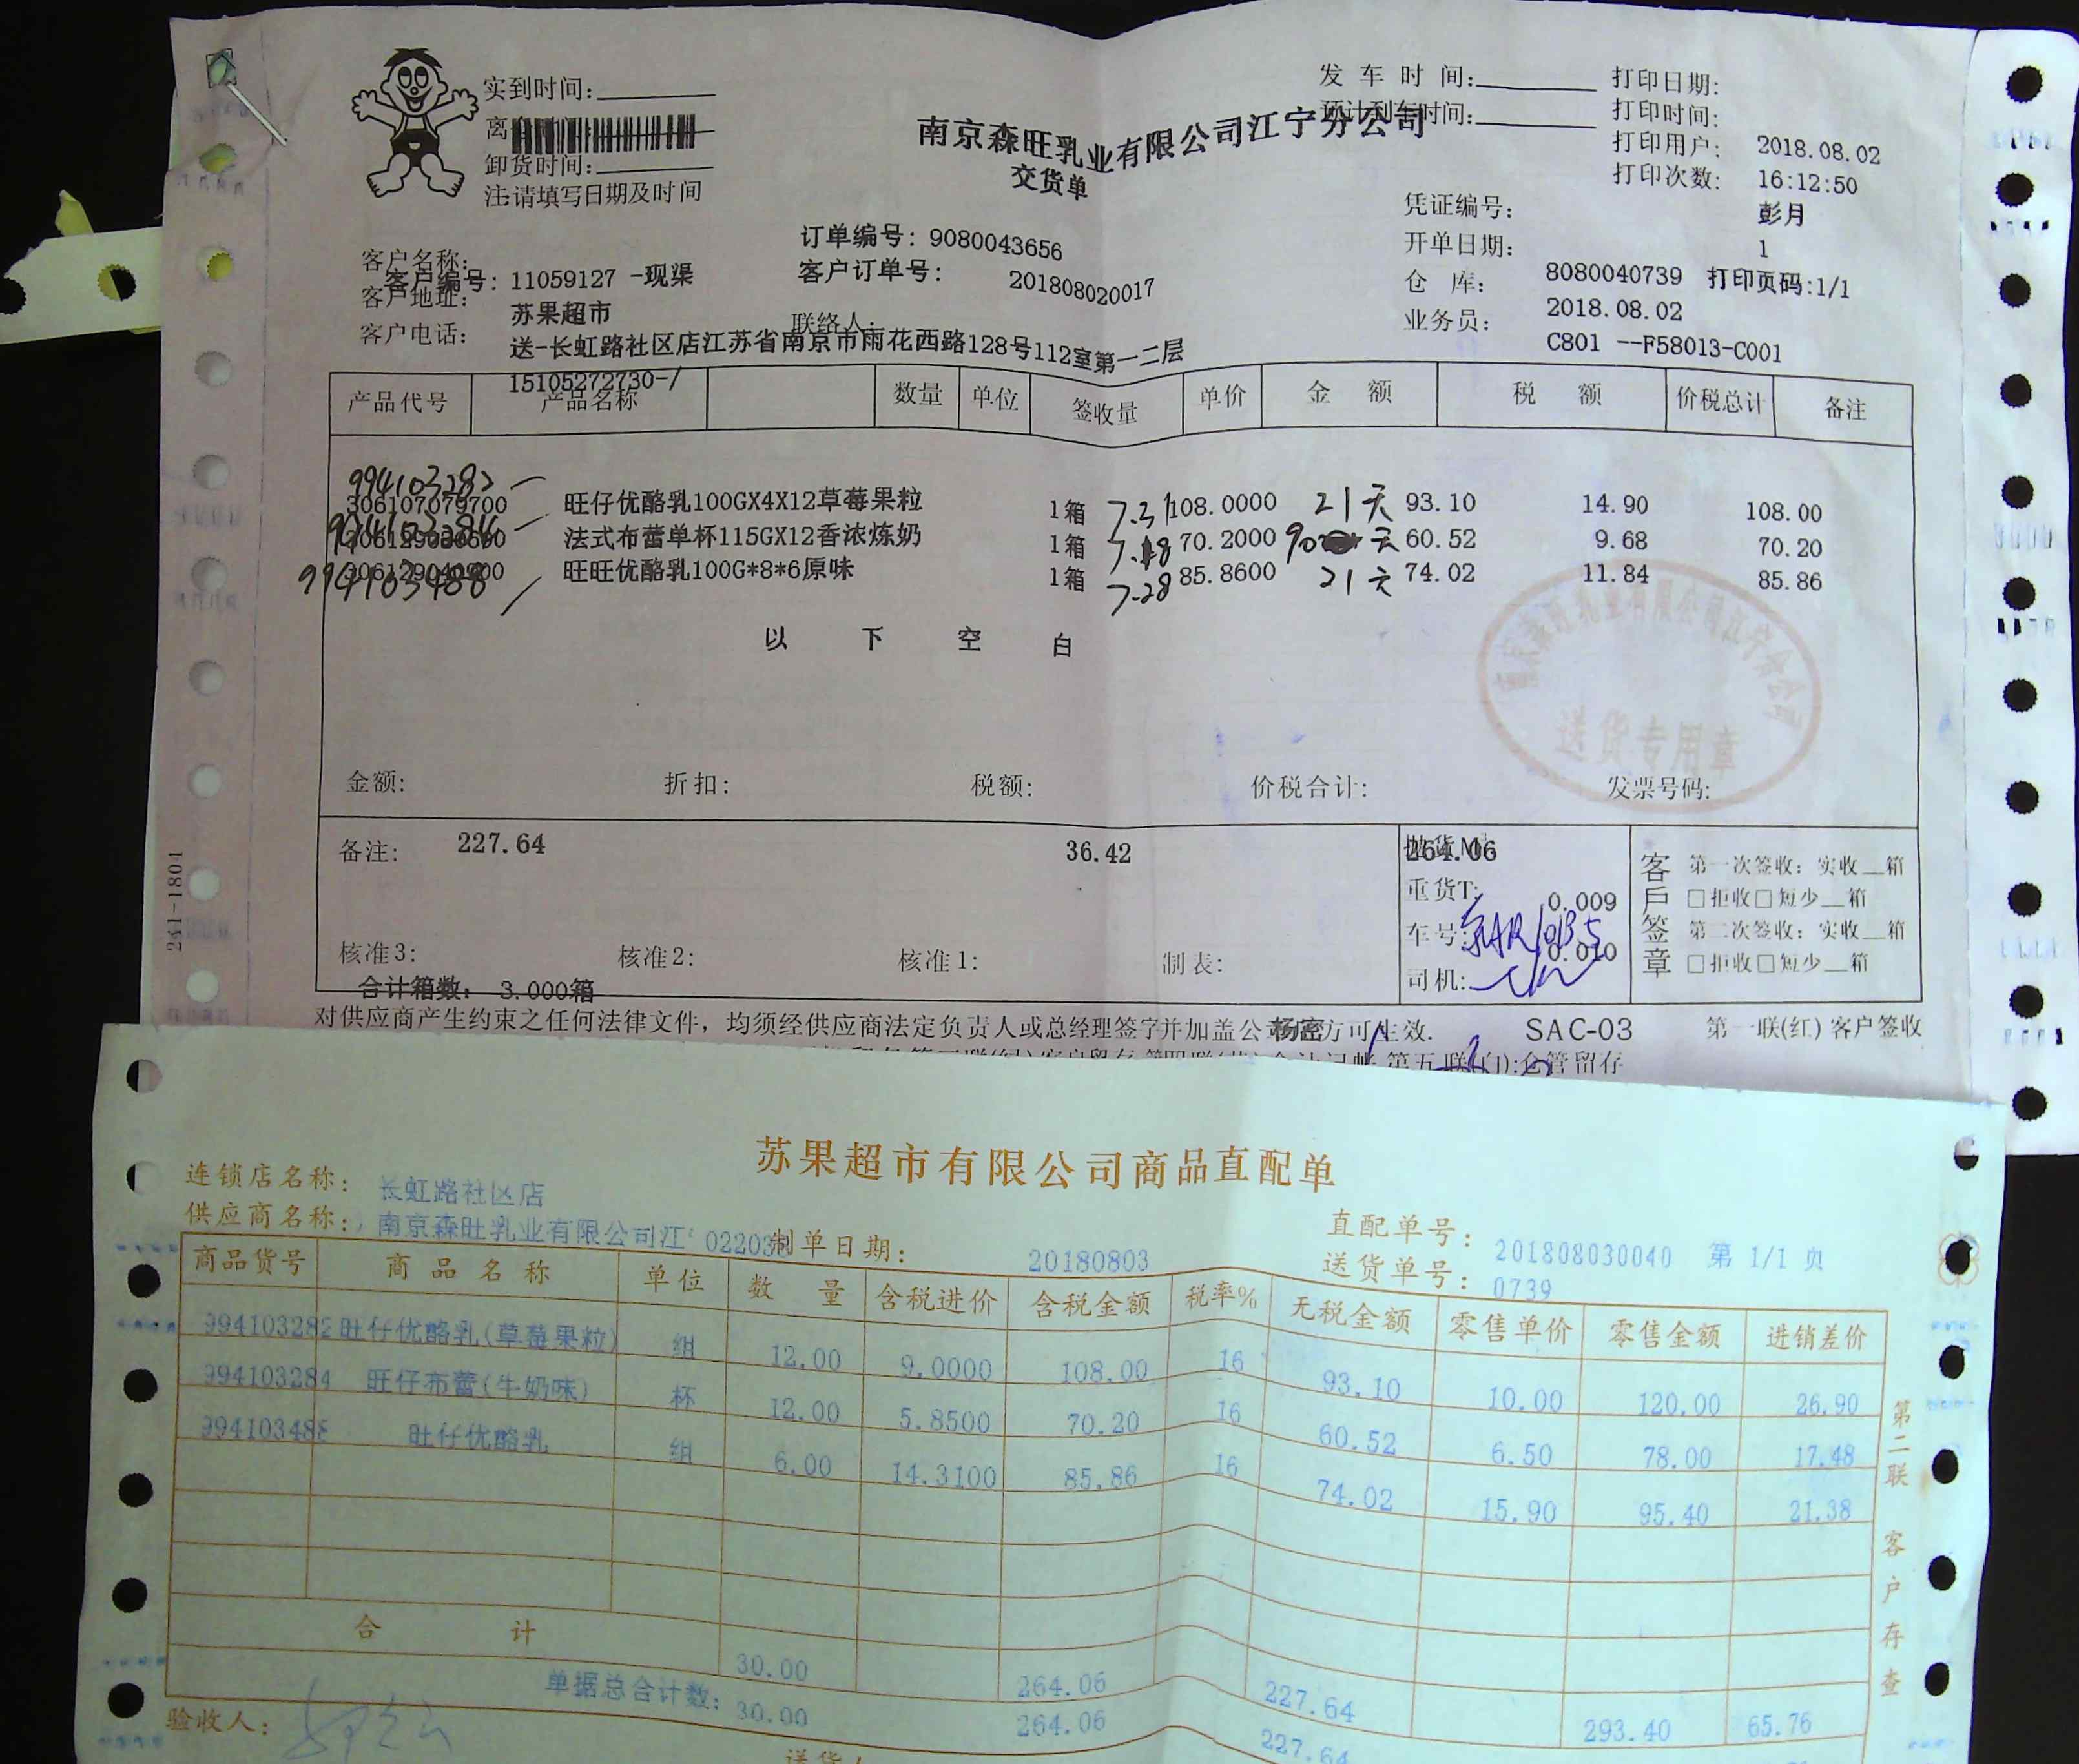 实到时间:
卸货时间:
注:请填写日期及时间
南京森旺乳业有限公司江宁分公司
交货单
发 车 时 间:
预计到车时间:
打印日期:
打印时间:
打印用户: 2018.08.02
打印次数: 16:12:50
彭月
1
凭证编号:
开单日期:
仓 库: 8080040739 打印页码:1/1
2018.08.02
业务员:
C801 --F58013-C001
订单编号: 9080043656
客户订单号: 201808020017
客户名称:
客户编号: 11059127 -现渠
客户地址:
苏果超市
联络人:
客户电话:
送-长虹路社区店江苏省南京市雨花西路128号112室第一二层
15105272730-/
产品代号 产品名称 数量 单位 签收量 单价 金 额 税 额 价税总计 备注
994103282
306107079700 旺仔优酪乳100GX4X12草莓果粒 1箱 7.31 108.0000 21天 93.10 14.90 108.00
法式布蕾单杯115GX12香浓炼奶 1箱 70.2000 90 天 60.52 9.68 70.20
994103488 旺旺优酪乳100G*8*6原味 1箱 7.28 85.8600 21天 74.02 11.84 85.86
以 下 空 白
送货专用章
金额: 折扣: 税额: 价税合计: 发票号码:
备注: 227.64 36.42 264.06
重货T: 0.009
车号: 0.010
司机:
客户签章
第一次签收: 实收__箱
□拒收□短少__箱
第二次签收: 实收__箱
□拒收□短少__箱
核准3: 核准2: 核准1: 制表:
合计箱数: 3.000箱
对供应商产生约束之任何法律文件，均须经供应商法定负责人或总经理签字并加盖公章后方可生效.
杨密
SAC-03 第一联(红)客户签收
第五联(白):仓管留存
241-1801
苏果超市有限公司商品直配单
连锁店名称: 长虹路社区店
供应商名称: 南京森旺乳业有限公司江
制单日期: 20180803
直配单号: 201808030040 第 1/1 页
送货单号: 0739
商品货号 商品名称 单位 数 量 含税进价 含税金额 税率% 无税金额 零售单价 零售金额 进销差价
994103282 旺仔优酪乳(草莓果粒) 组 12.00 9.0000 108.00 16 93.10 10.00 120.00 26.90
994103284 旺仔布蕾(牛奶味) 杯 12.00 5.8500 70.20 16 60.52 6.50 78.00 17.48
994103488 旺仔优酪乳 组 6.00 14.3100 85.86 16 74.02 15.90 95.40 21.38
合 计 30.00 264.06 227.64 293.40 65.76
单据总合计数: 30.00 264.06 227.64
验收人:
送货人
第二联 客户存查